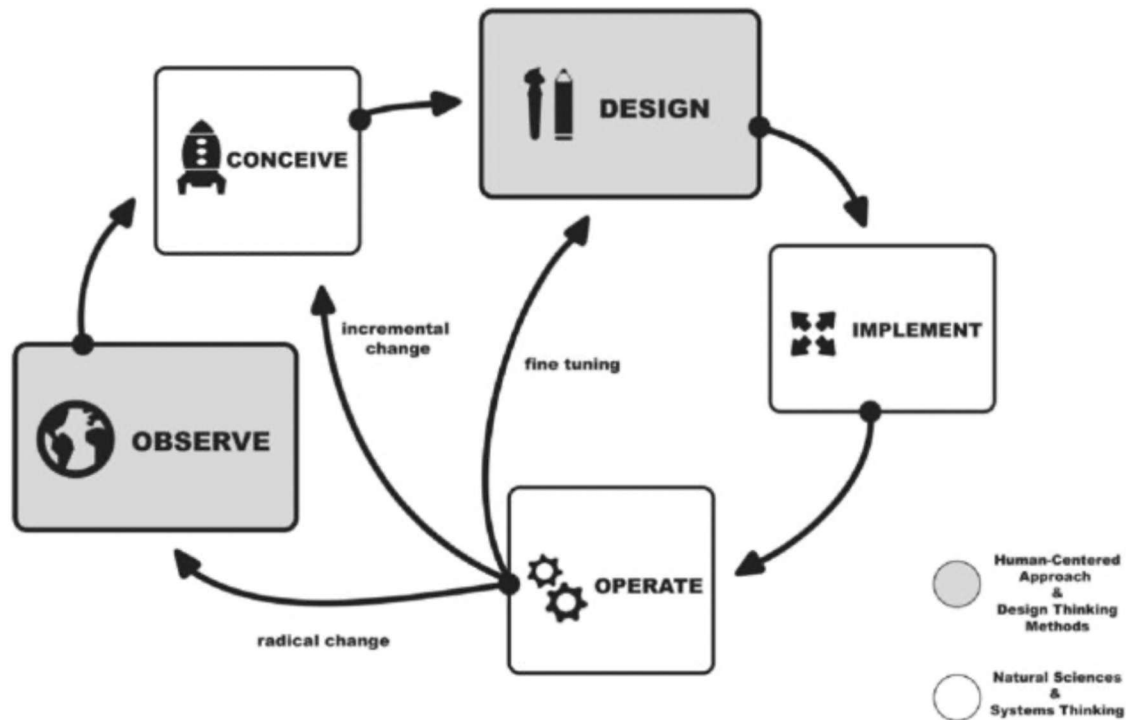 DESIGN
CONCEIVE
incremental
change
fine tuning
IMPLEMENT
OBSERVE
OPERATE
radical change
Human-Centered
Approach
&
Design Thinking
Methods
Natural Sciences
&
Systems Thinking